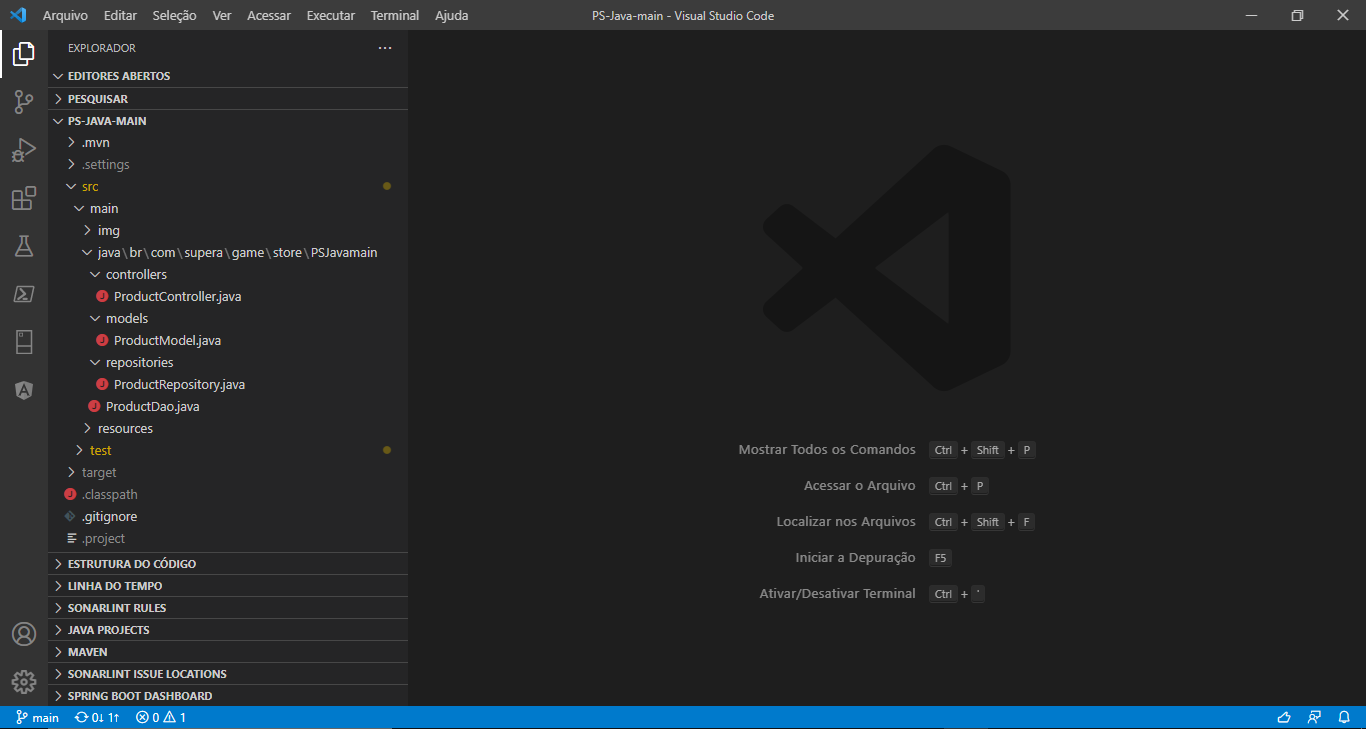 Arquivo Editar Seleção Ver Acessar Executar Terminal Ajuda
PS-Java-main - Visual Studio Code
EXPLORADOR
EDITORES ABERTOS
PESQUISAR
PS-JAVA-MAIN
.mvn
.settings
src
main
img
java\br\com\supera\game\store\PSJavamain
controllers
J ProductController.java
models
J ProductModel.java
repositories
J ProductRepository.java
J ProductDao.java
resources
test
target
J .classpath
.gitignore
.project
ESTRUTURA DO CÓDIGO
LINHA DO TEMPO
SONARLINT RULES
JAVA PROJECTS
MAVEN
SONARLINT ISSUE LOCATIONS
SPRING BOOT DASHBOARD
Mostrar Todos os Comandos Ctrl + Shift + P
Acessar o Arquivo Ctrl + P
Localizar nos Arquivos Ctrl + Shift + F
Iniciar a Depuração F5
Ativar/Desativar Terminal Ctrl + '
main 0↓ 1↑ 0 1